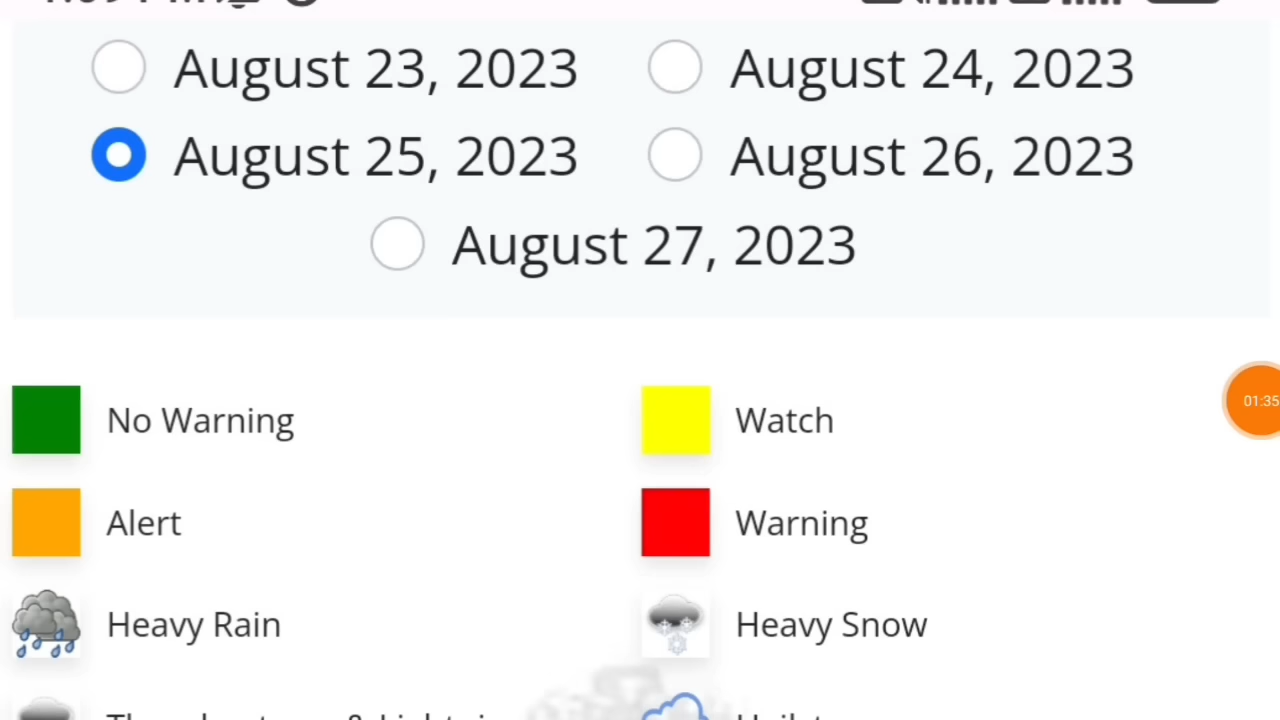 August 23, 2023 August 24, 2023
August 25, 2023 August 26, 2023
August 27, 2023
No Warning Watch
01:35
Alert Warning
Heavy Rain Heavy Snow